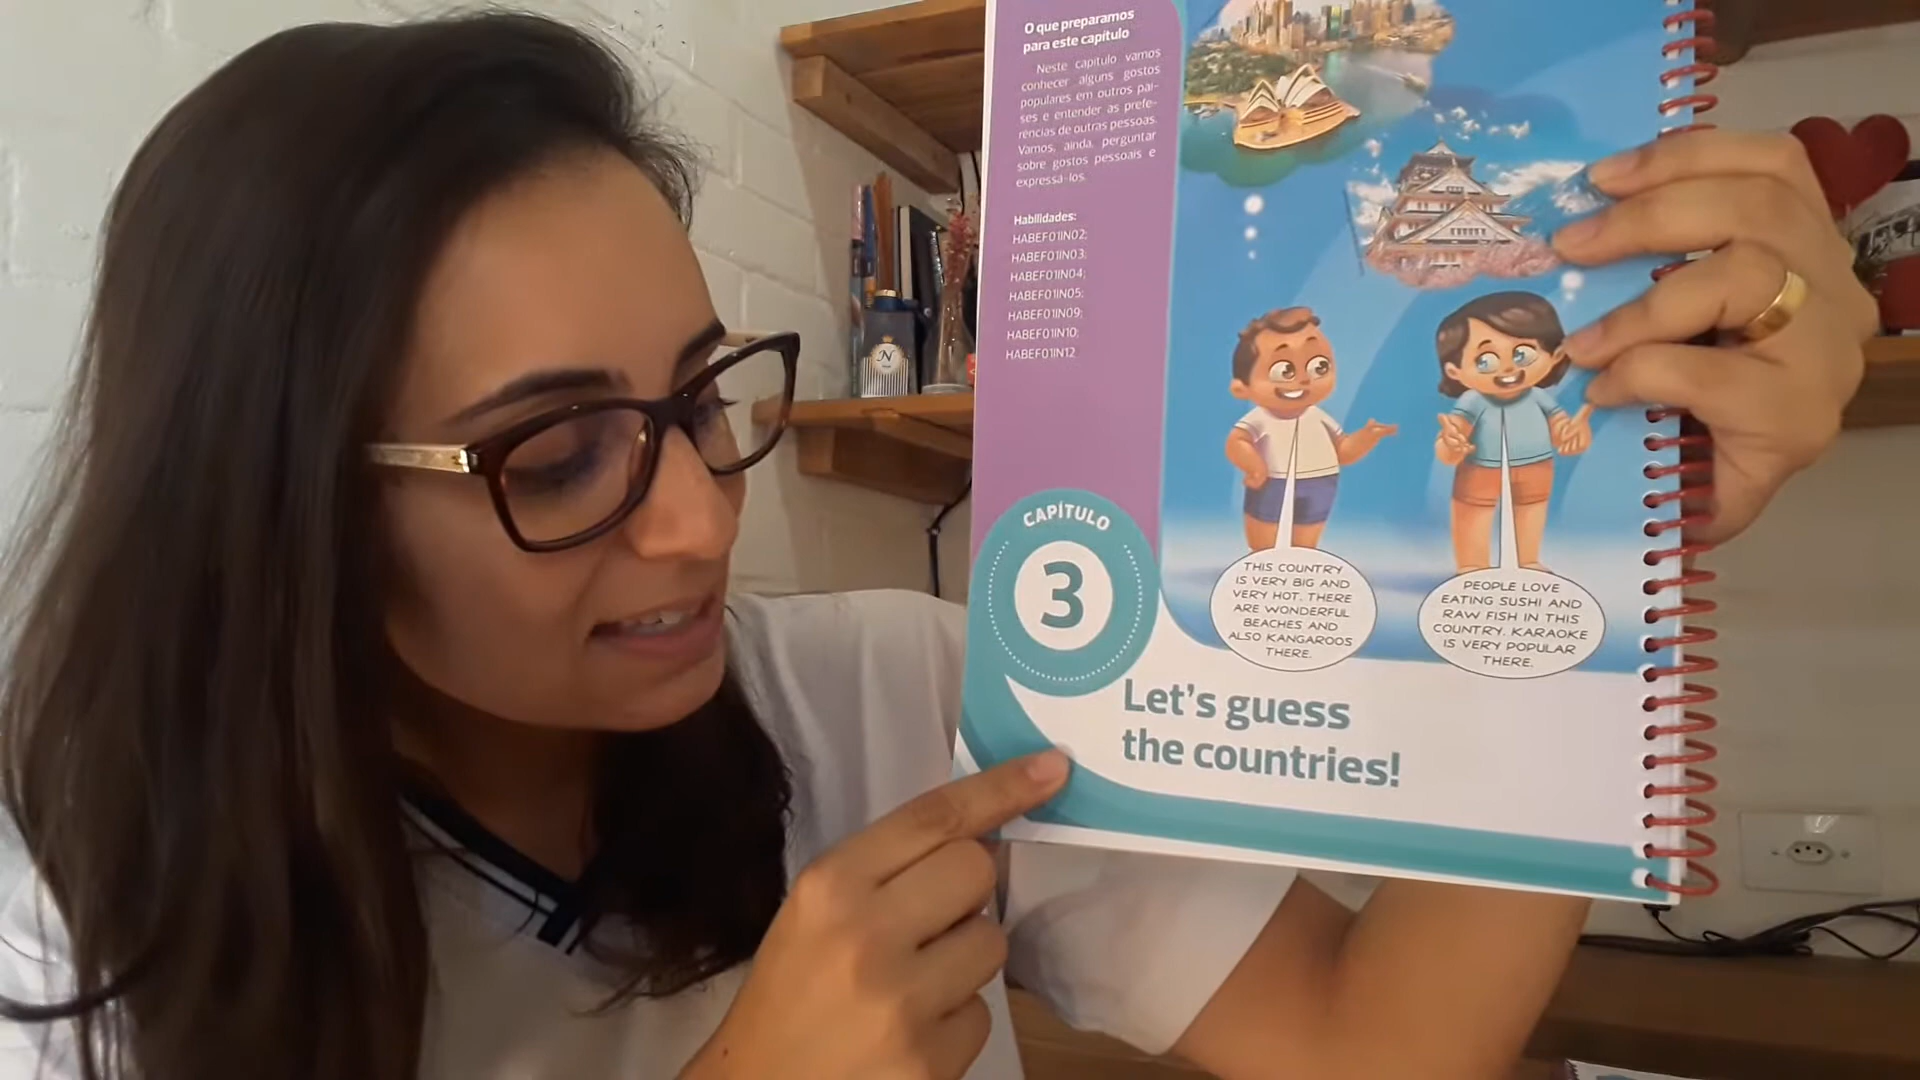 O que preparamos
para este capítulo
Neste capítulo vamos
conhecer alguns gostos
populares em outros paí-
ses e entender as prefe-
rências de outras pessoas.
Vamos, ainda, perguntar
sobre gostos pessoais e
expressá-los.
Habilidades:
HABEF01IN02;
HABEF01IN03;
HABEF01IN04;
HABEF01IN05;
HABEF01IN09;
HABEF01IN10;
HABEF01IN12
CAPÍTULO
3
THIS COUNTRY
IS VERY BIG AND
VERY HOT. THERE
ARE WONDERFUL
BEACHES AND
ALSO KANGAROOS
THERE.
PEOPLE LOVE
EATING SUSHI AND
RAW FISH IN THIS
COUNTRY. KARAOKE
IS VERY POPULAR
THERE.
Let's guess
the countries!
N